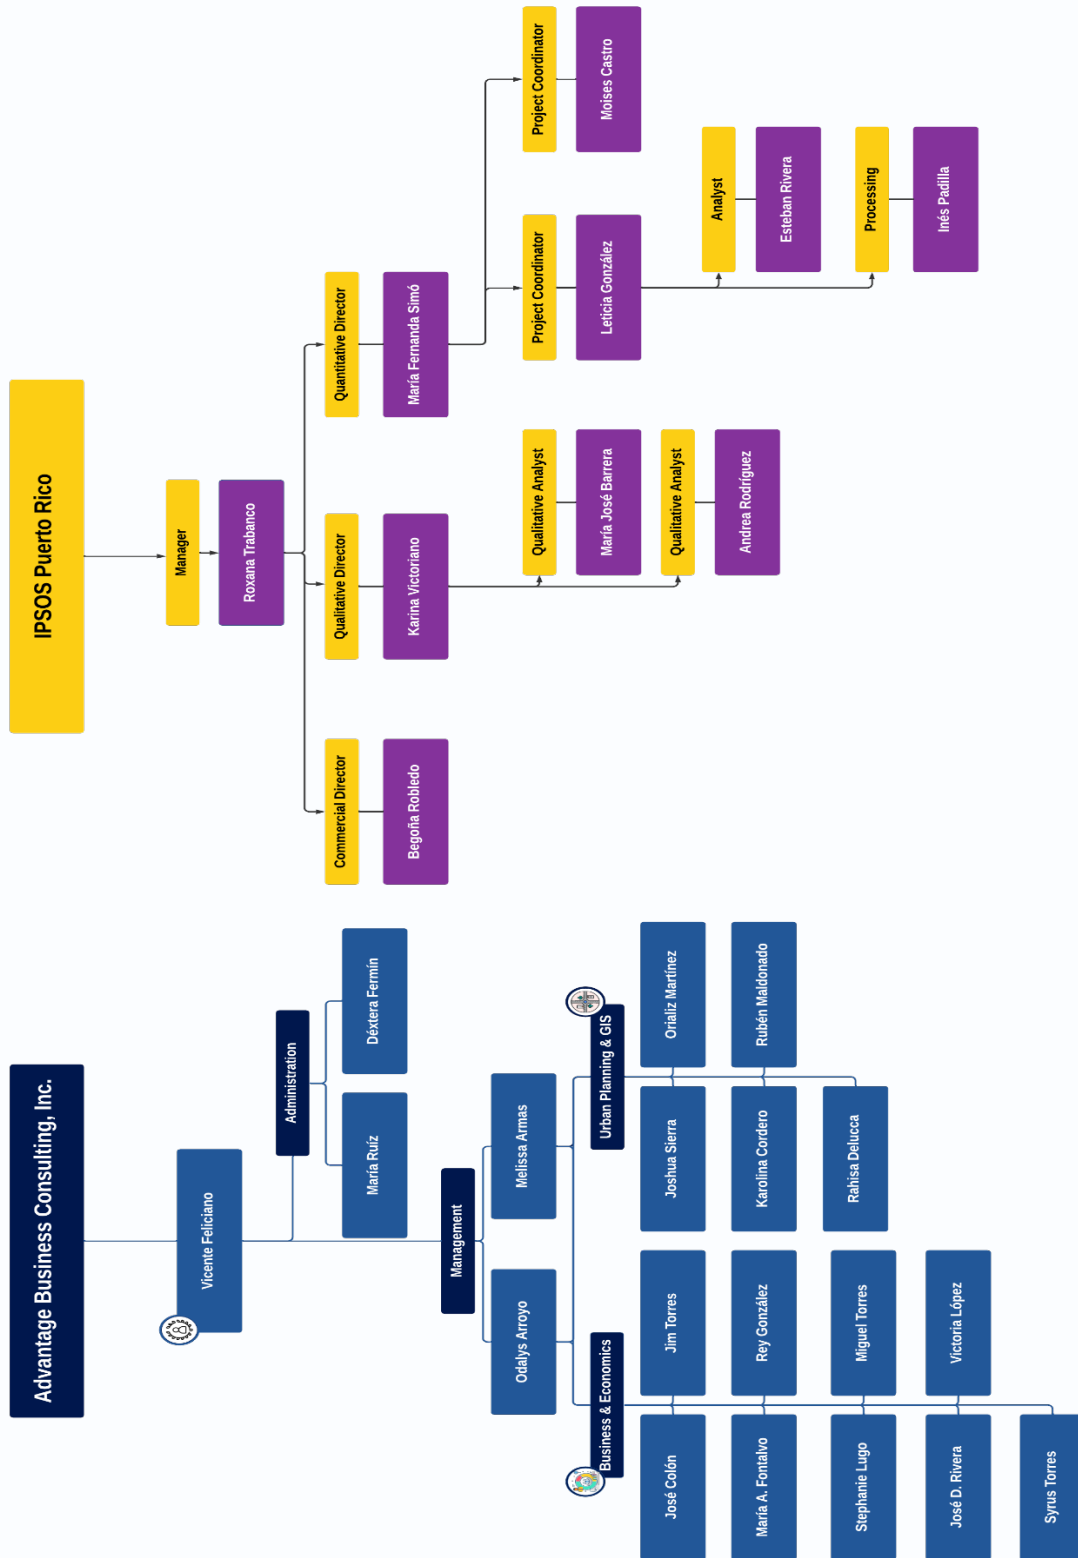 Advantage Business Consulting, Inc.
Vicente Feliciano
Administration
María Ruíz
Déxtera Fermín
Management
Odalys Arroyo
Melissa Armas
Business & Economics
José Colón
Jim Torres
María A. Fontalvo
Rey González
Stephanie Lugo
Miguel Torres
José D. Rivera
Victoria López
Syrus Torres
Urban Planning & GIS
Joshua Sierra
Orializ Martínez
Karolina Cordero
Rubén Maldonado
Rahisa Delucca
IPSOS Puerto Rico
Manager
Roxana Trabanco
Commercial Director
Begoña Robledo
Qualitative Director
Karina Victoriano
Qualitative Analyst
María José Barrera
Qualitative Analyst
Andrea Rodríguez
Quantitative Director
María Fernanda Simó
Project Coordinator
Leticia González
Analyst
Esteban Rivera
Processing
Inés Padilla
Project Coordinator
Moises Castro